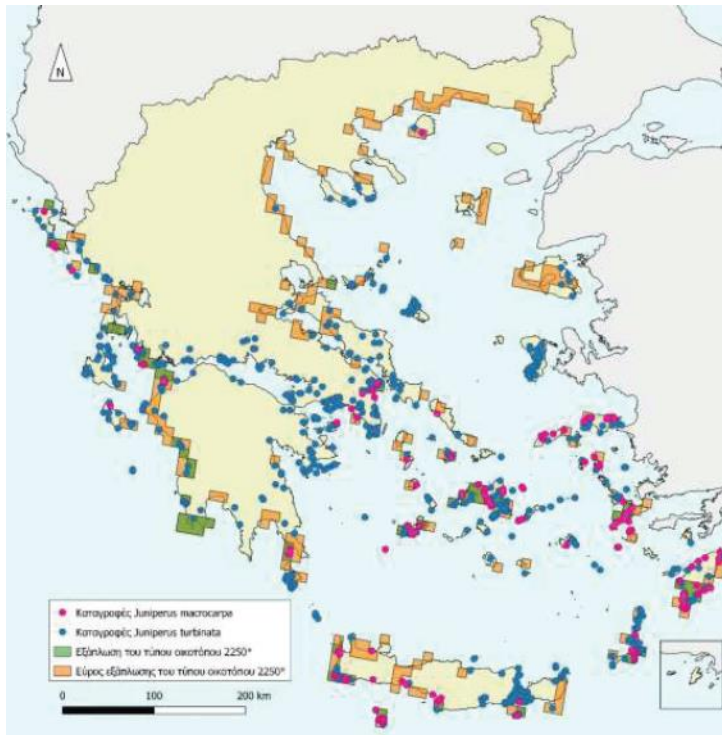 N
Καταγραφές Juniperus macrocarpa
Καταγραφές Juniperus turbinata
Εξάπλωση του τύπου οικοτόπου 2250*
Εύρος εξάπλωσης του τύπου οικοτόπου 2250*
0 100 200 km